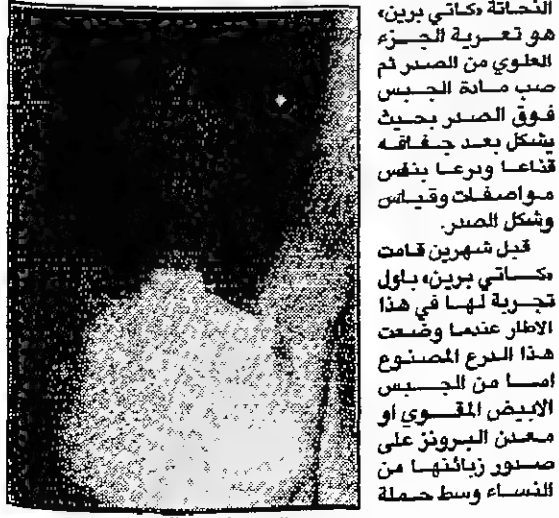 النحاتة «كاتي برين»
هو تعرية الجزء
العلوي من الصدر ثم
صب مادة الجبس
فوق الصدر بحيث
يشكل بعد جفافه
قناعا ودرعا بنفس
مواصفات وقياس
وشكل الصدر.
قبل شهرين قامت
«كاتي برين» باول
تجربة لها في هذا
الاطار عندما وضعت
هذا الدرع المصنوع
اما من الجبس
الابيض المقوي او
معدن البرونز على
صدور زبائنها من
النساء وسط حملة